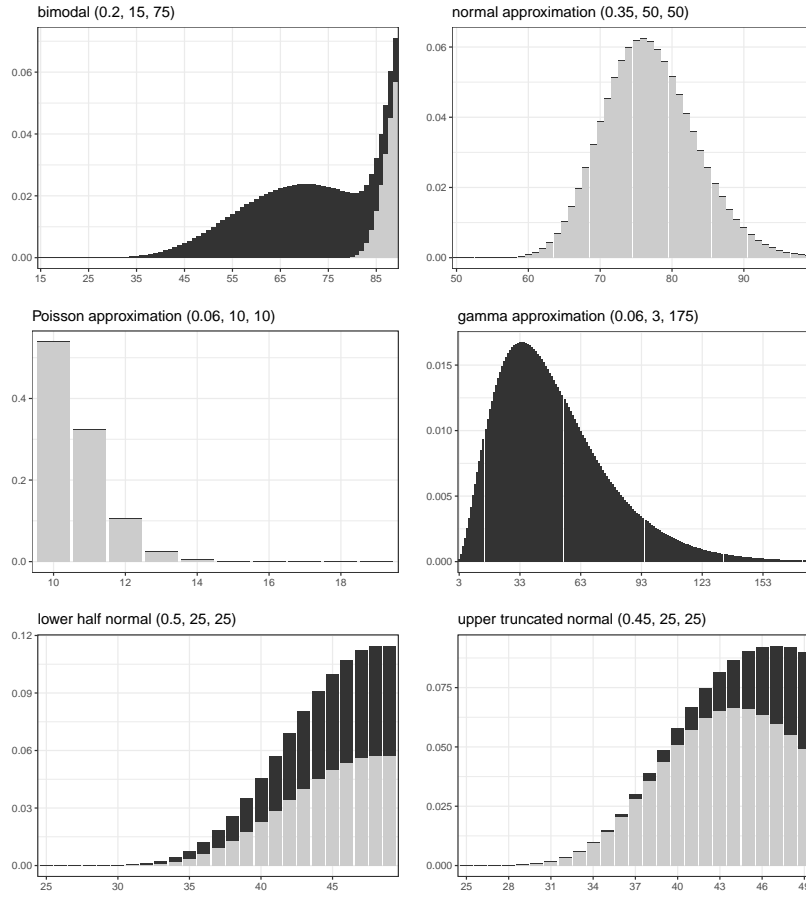 bimodal (0.2, 15, 75)
0.06
0.04
0.02
0.00
15 25 35 45 55 65 75 85
normal approximation (0.35, 50, 50)
0.06
0.04
0.02
0.00
50 60 70 80 90
Poisson approximation (0.06, 10, 10)
0.4
0.2
0.0
10 12 14 16 18
gamma approximation (0.06, 3, 175)
0.015
0.010
0.005
0.000
3 33 63 93 123 153
lower half normal (0.5, 25, 25)
0.12
0.09
0.06
0.03
0.00
25 30 35 40 45
upper truncated normal (0.45, 25, 25)
0.075
0.050
0.025
0.000
25 28 31 34 37 40 43 46 49